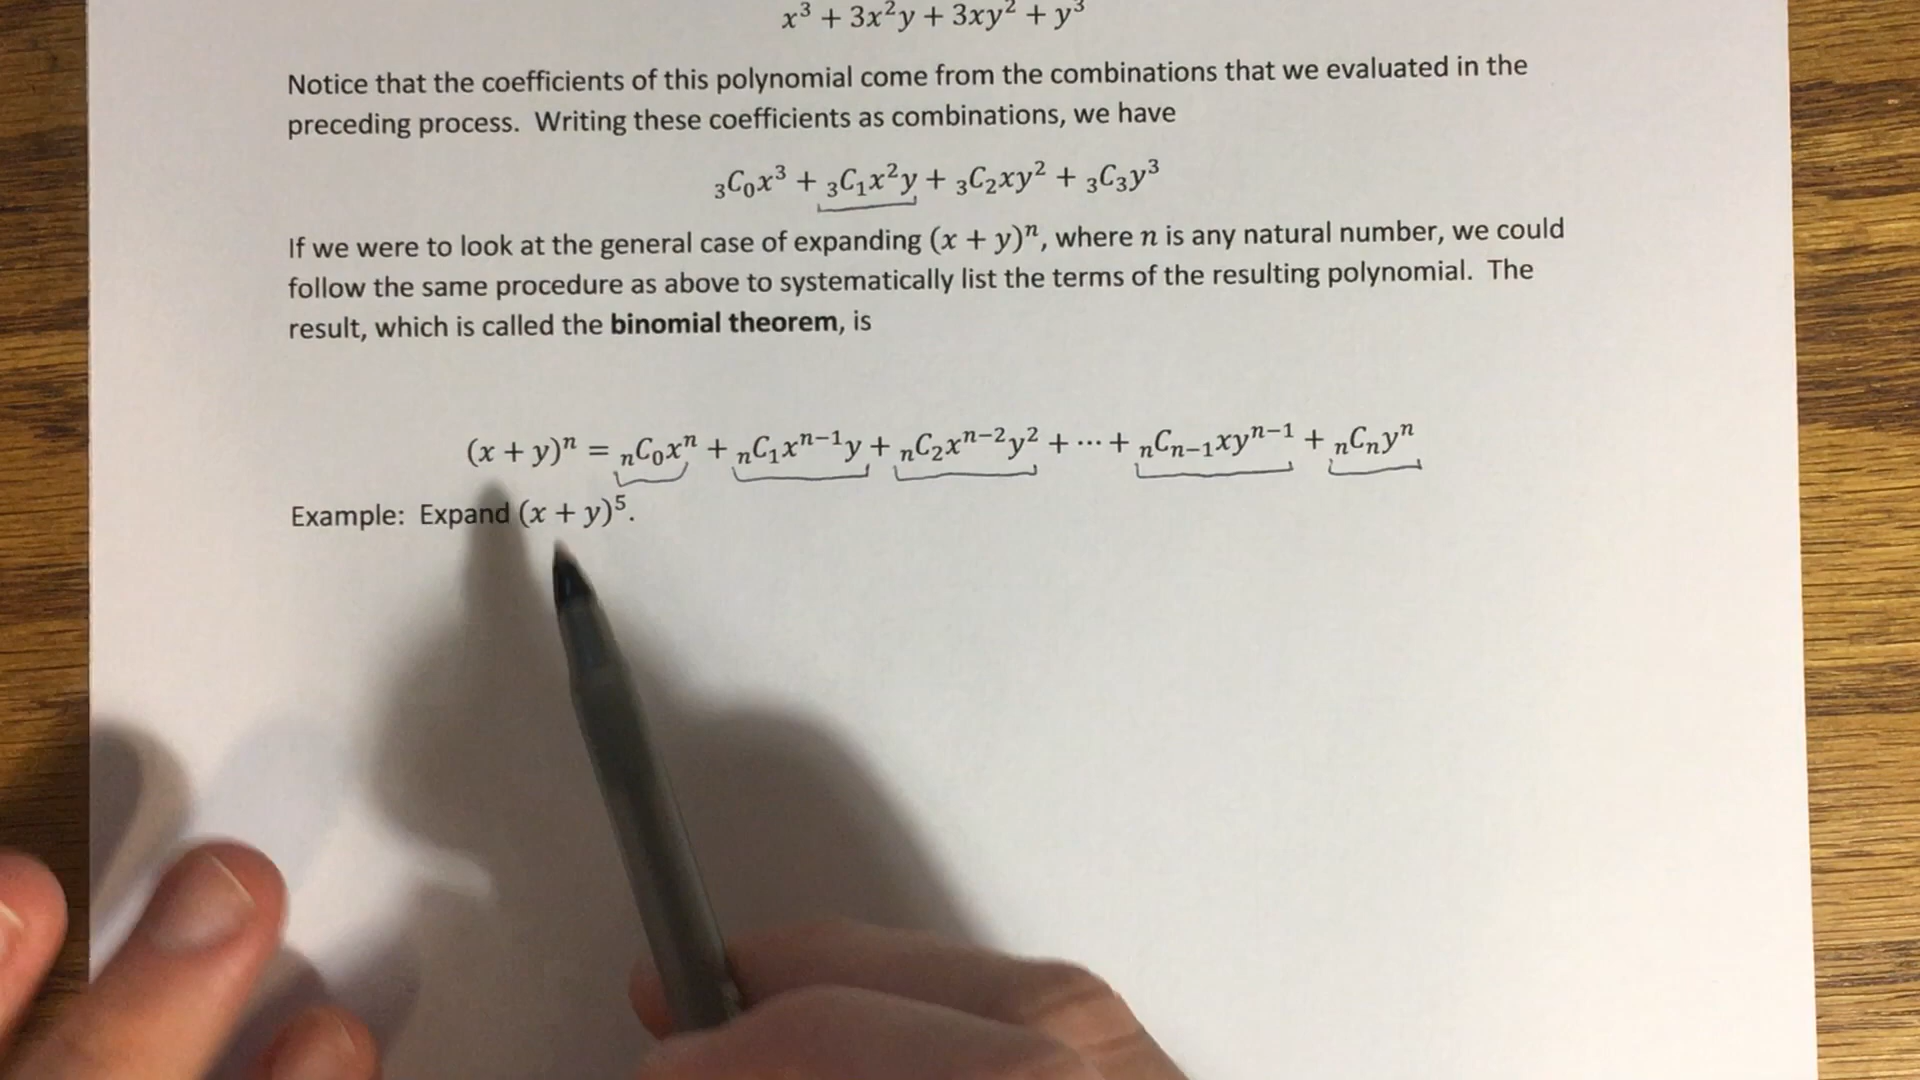 x³ + 3x²y + 3xy² + y³
Notice that the coefficients of this polynomial come from the combinations that we evaluated in the
preceding process. Writing these coefficients as combinations, we have
₃C₀x³ + ₃C₁x²y + ₃C₂xy² + ₃C₃y³
If we were to look at the general case of expanding (x + y)ⁿ, where n is any natural number, we could
follow the same procedure as above to systematically list the terms of the resulting polynomial. The
result, which is called the binomial theorem, is
(x + y)ⁿ = ₙC₀xⁿ + ₙC₁xⁿ⁻¹y + ₙC₂xⁿ⁻²y² + ⋯ + ₙCₙ₋₁xyⁿ⁻¹ + ₙCₙyⁿ
Example: Expand (x + y)⁵.